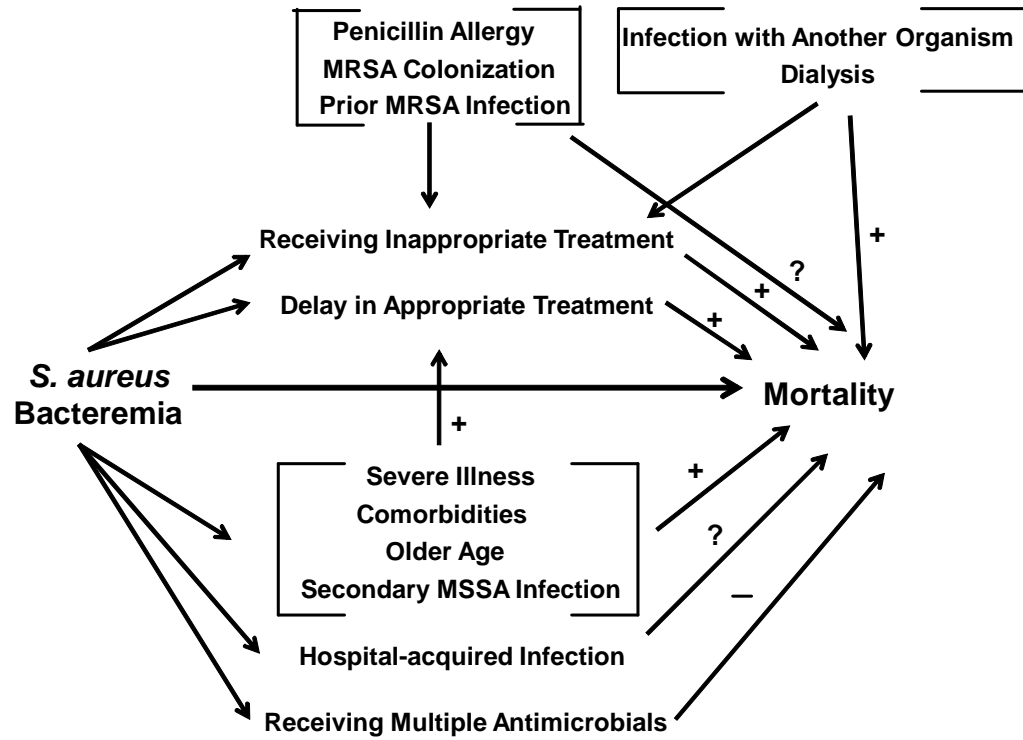 Penicillin Allergy
MRSA Colonization
Prior MRSA Infection
Infection with Another Organism
Dialysis
+
Receiving Inappropriate Treatment
?
+
Delay in Appropriate Treatment
+
S. aureus
Bacteremia
Mortality
+
Severe Illness
Comorbidities
Older Age
Secondary MSSA Infection
+
?
–
Hospital-acquired Infection
Receiving Multiple Antimicrobials